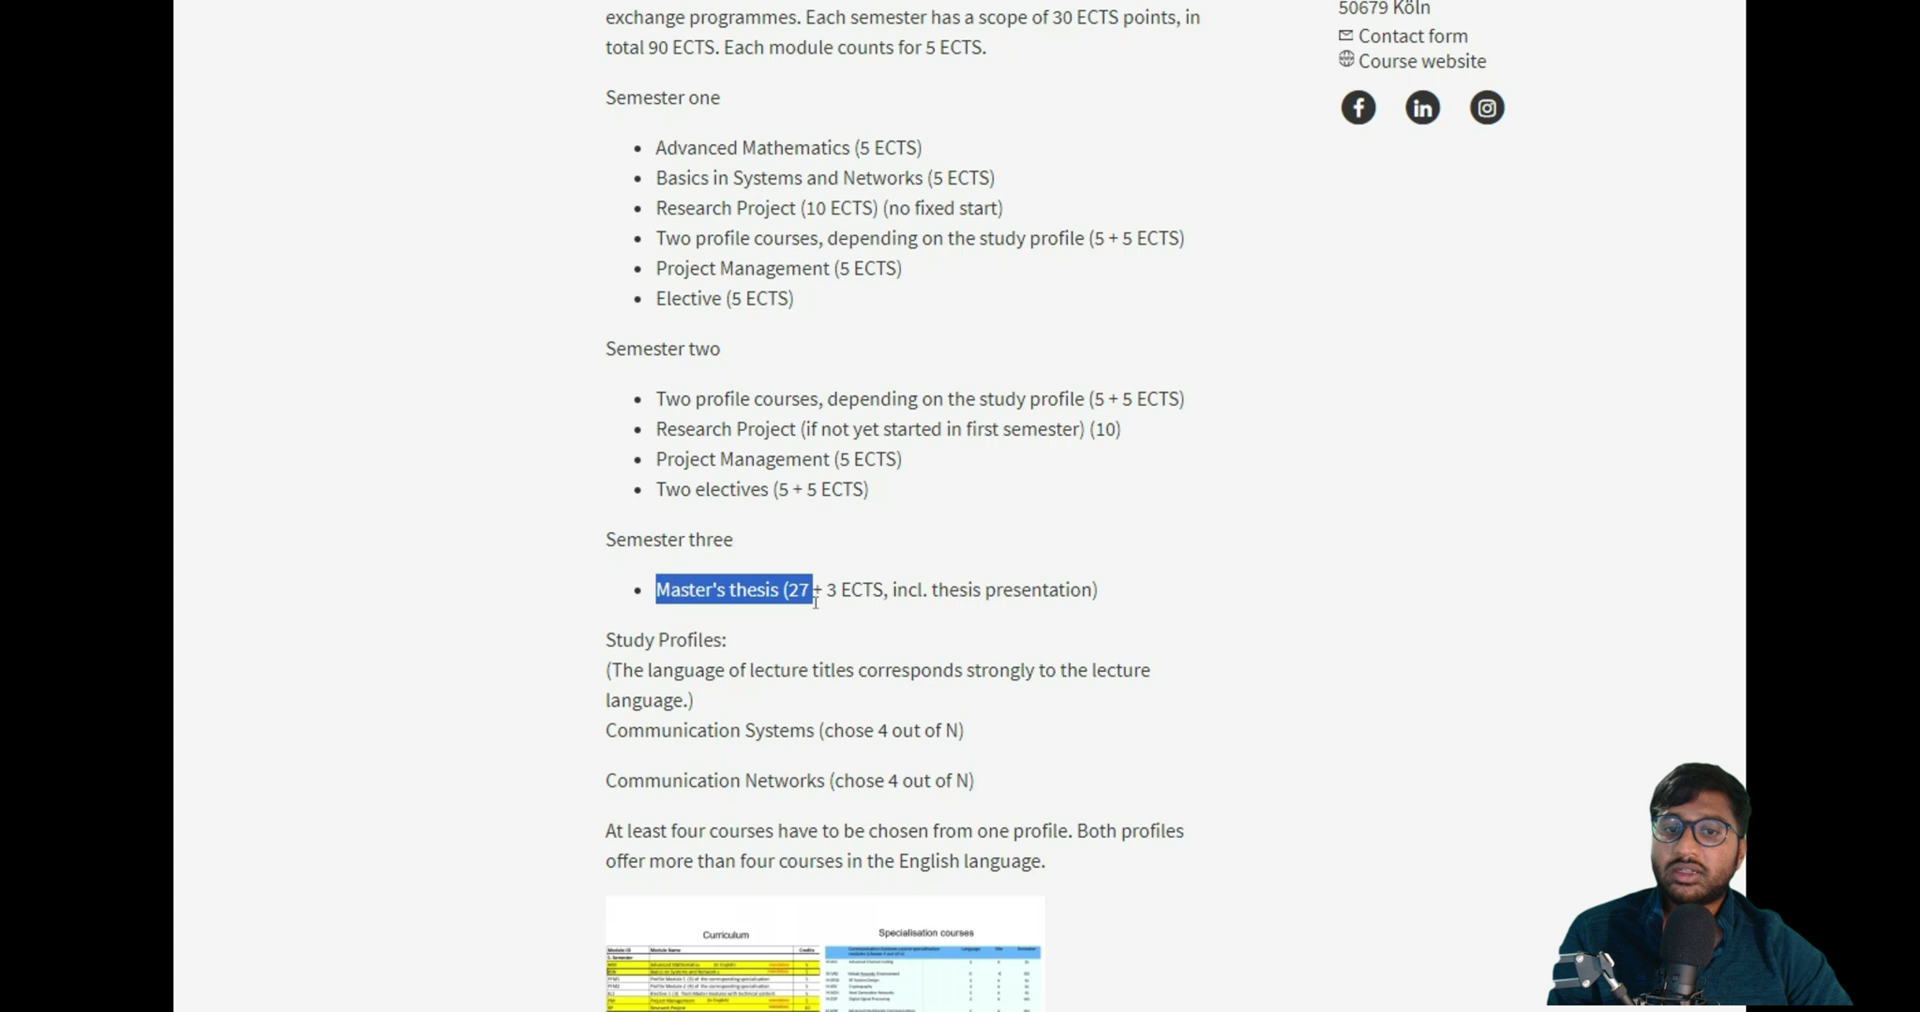 exchange programmes. Each semester has a scope of 30 ECTS points, in
total 90 ECTS. Each module counts for 5 ECTS.
Semester one
Advanced Mathematics (5 ECTS)
Basics in Systems and Networks (5 ECTS)
Research Project (10 ECTS) (no fixed start)
Two profile courses, depending on the study profile (5 + 5 ECTS)
Project Management (5 ECTS)
Elective (5 ECTS)
Semester two
Two profile courses, depending on the study profile (5 + 5 ECTS)
Research Project (if not yet started in first semester) (10)
Project Management (5 ECTS)
Two electives (5 + 5 ECTS)
Semester three
Master's thesis (27 + 3 ECTS, incl. thesis presentation)
Study Profiles:
(The language of lecture titles corresponds strongly to the lecture
language.)
Communication Systems (chose 4 out of N)
Communication Networks (chose 4 out of N)
At least four courses have to be chosen from one profile. Both profiles
offer more than four courses in the English language.
Curriculum
Specialisation courses
50679 Köln
Contact form
Course website